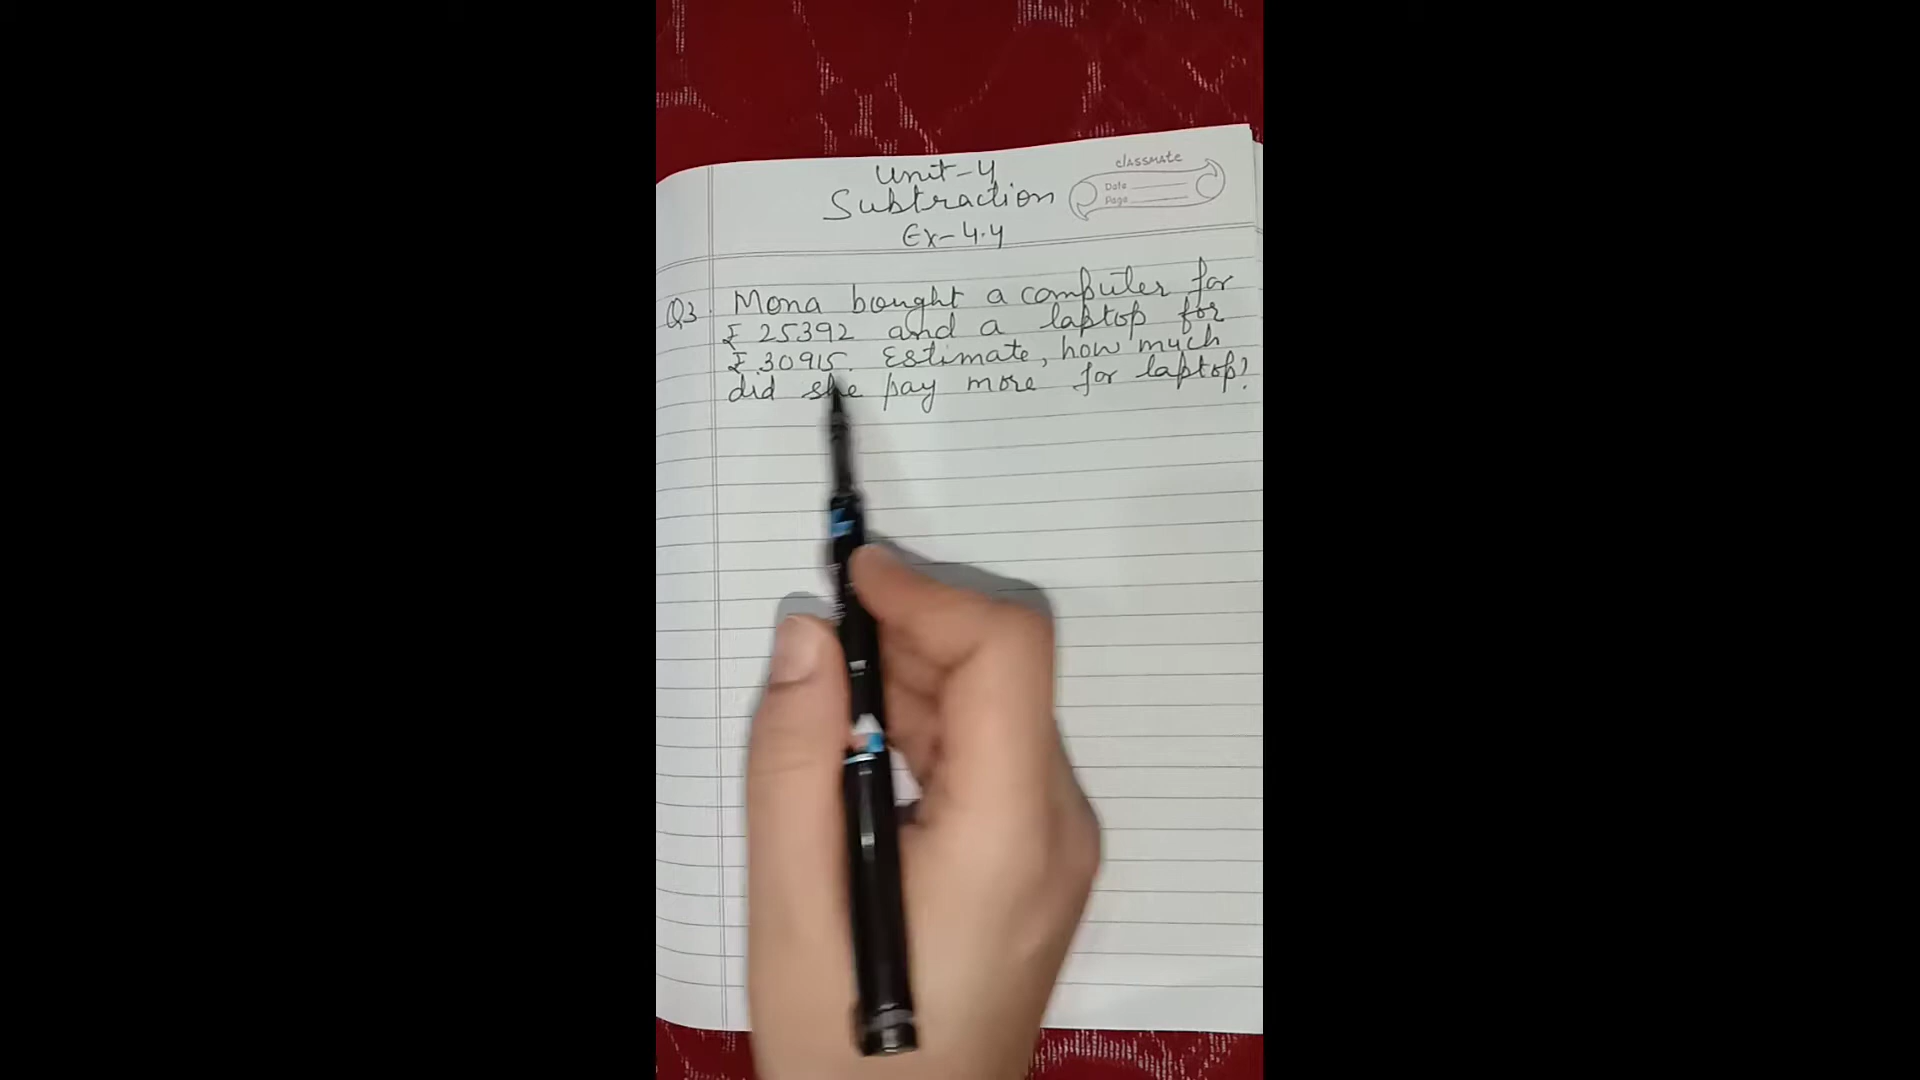 Unit-4
Subtraction
Ex-4.4
classmate
Date
Page
Q3. Mona bought a computer for
₹ 25392 and a laptop for
₹ 30915. Estimate, how much
did she pay more for laptop?